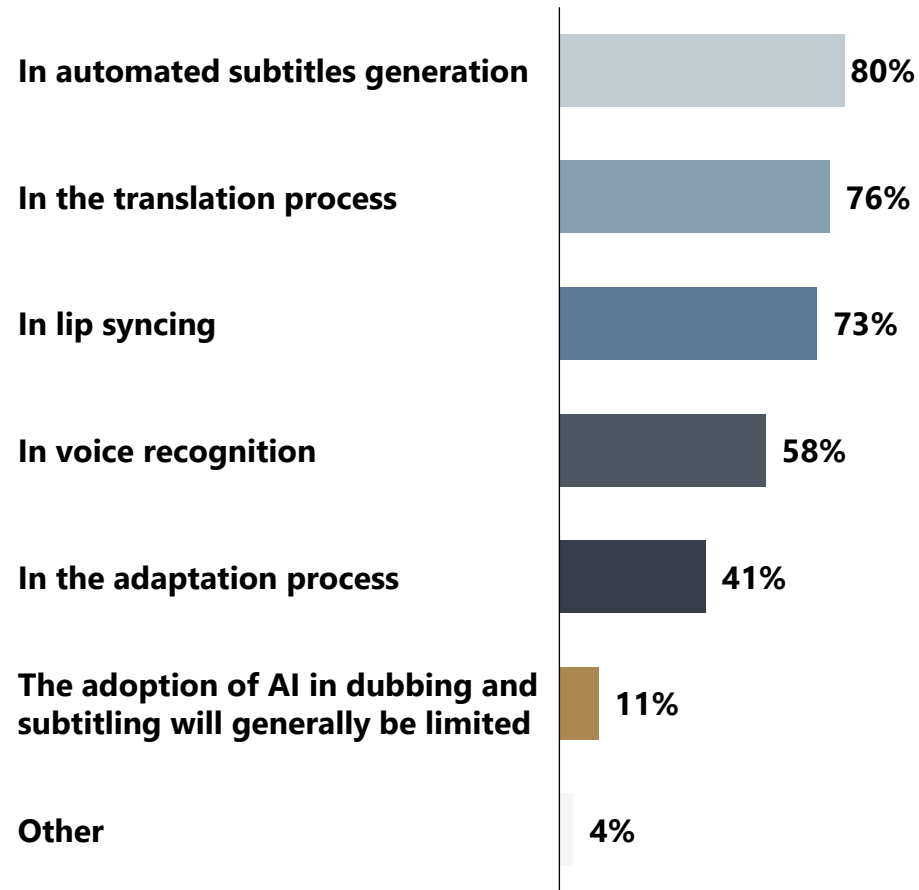 In automated subtitles generation 80%
In the translation process 76%
In lip syncing 73%
In voice recognition 58%
In the adaptation process 41%
The adoption of AI in dubbing and
subtitling will generally be limited 11%
Other 4%